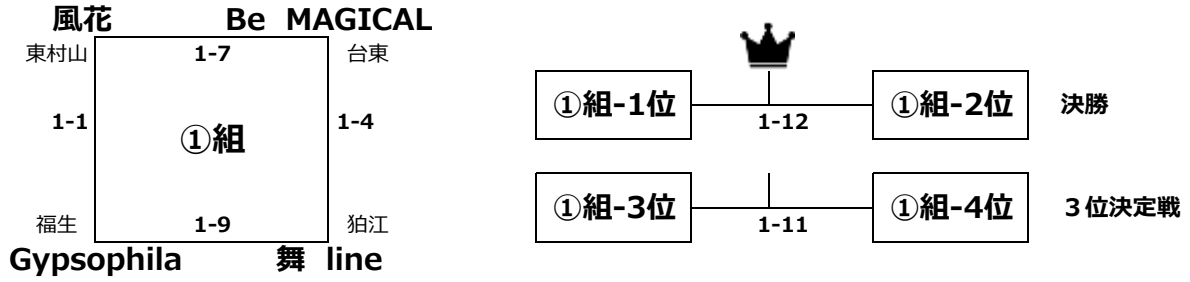 風花 Be MAGICAL
東村山 1-7 台東
1-1 ①組 1-4
福生 1-9 狛江
Gypsophila 舞 line
①組-1位 1-12 ①組-2位 決勝
①組-3位 1-11 ①組-4位 3位決定戦